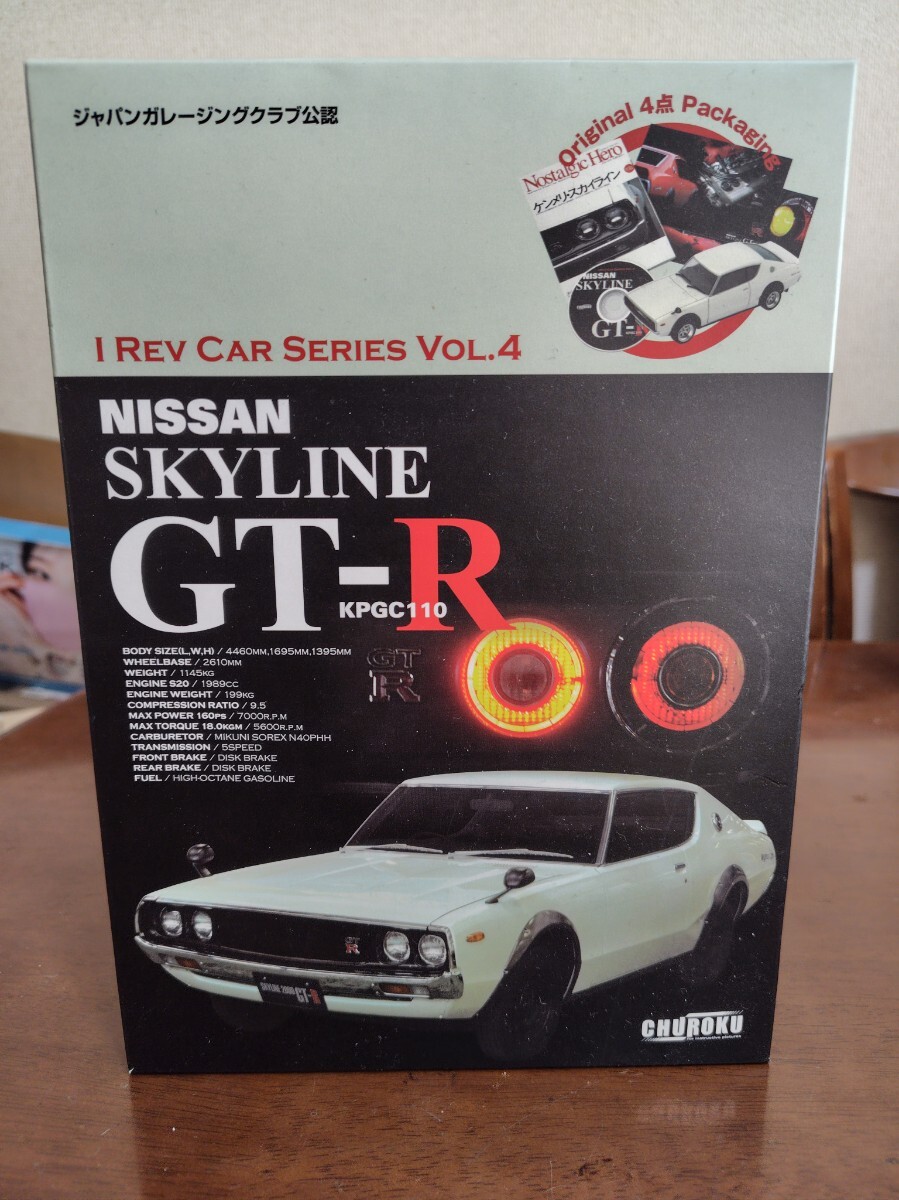 ジャパンガレージングクラブ公認
Original 4点 Packaging
Nostalgic Hero
ケンメリ・スカイライン
NISSAN
SKYLINE
GT-R
I REV CAR SERIES VOL.4
NISSAN
SKYLINE
GT-R
KPGC110
BODY SIZE(L,W,H) / 4460MM,1695MM,1395MM
WHEELBASE / 2610MM
WEIGHT / 1145KG
ENGINE S20 / 1989CC
ENGINE WEIGHT / 199KG
COMPRESSION RATIO / 9.5
MAX POWER 160PS / 7000R.P.M
MAX TORQUE 18.0KGM / 5600R.P.M
CARBURETOR / MIKUNI SOREX N40PHH
TRANSMISSION / 5SPEED
FRONT BRAKE / DISK BRAKE
REAR BRAKE / DISK BRAKE
FUEL / HIGH-OCTANE GASOLINE
GT
R
GT
R
SKYLINE 2000 GT-R
CHUROKU